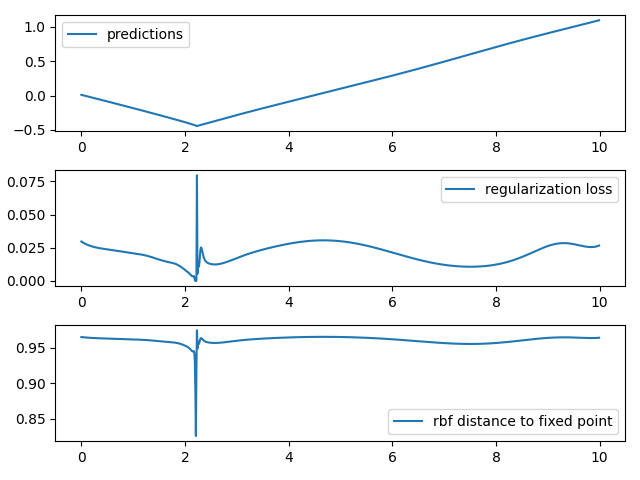 1.0
0.5
0.0
−0.5
predictions
0 2 4 6 8 10
0.075
0.050
0.025
0.000
regularization loss
0 2 4 6 8 10
0.95
0.90
0.85
rbf distance to fixed point
0 2 4 6 8 10